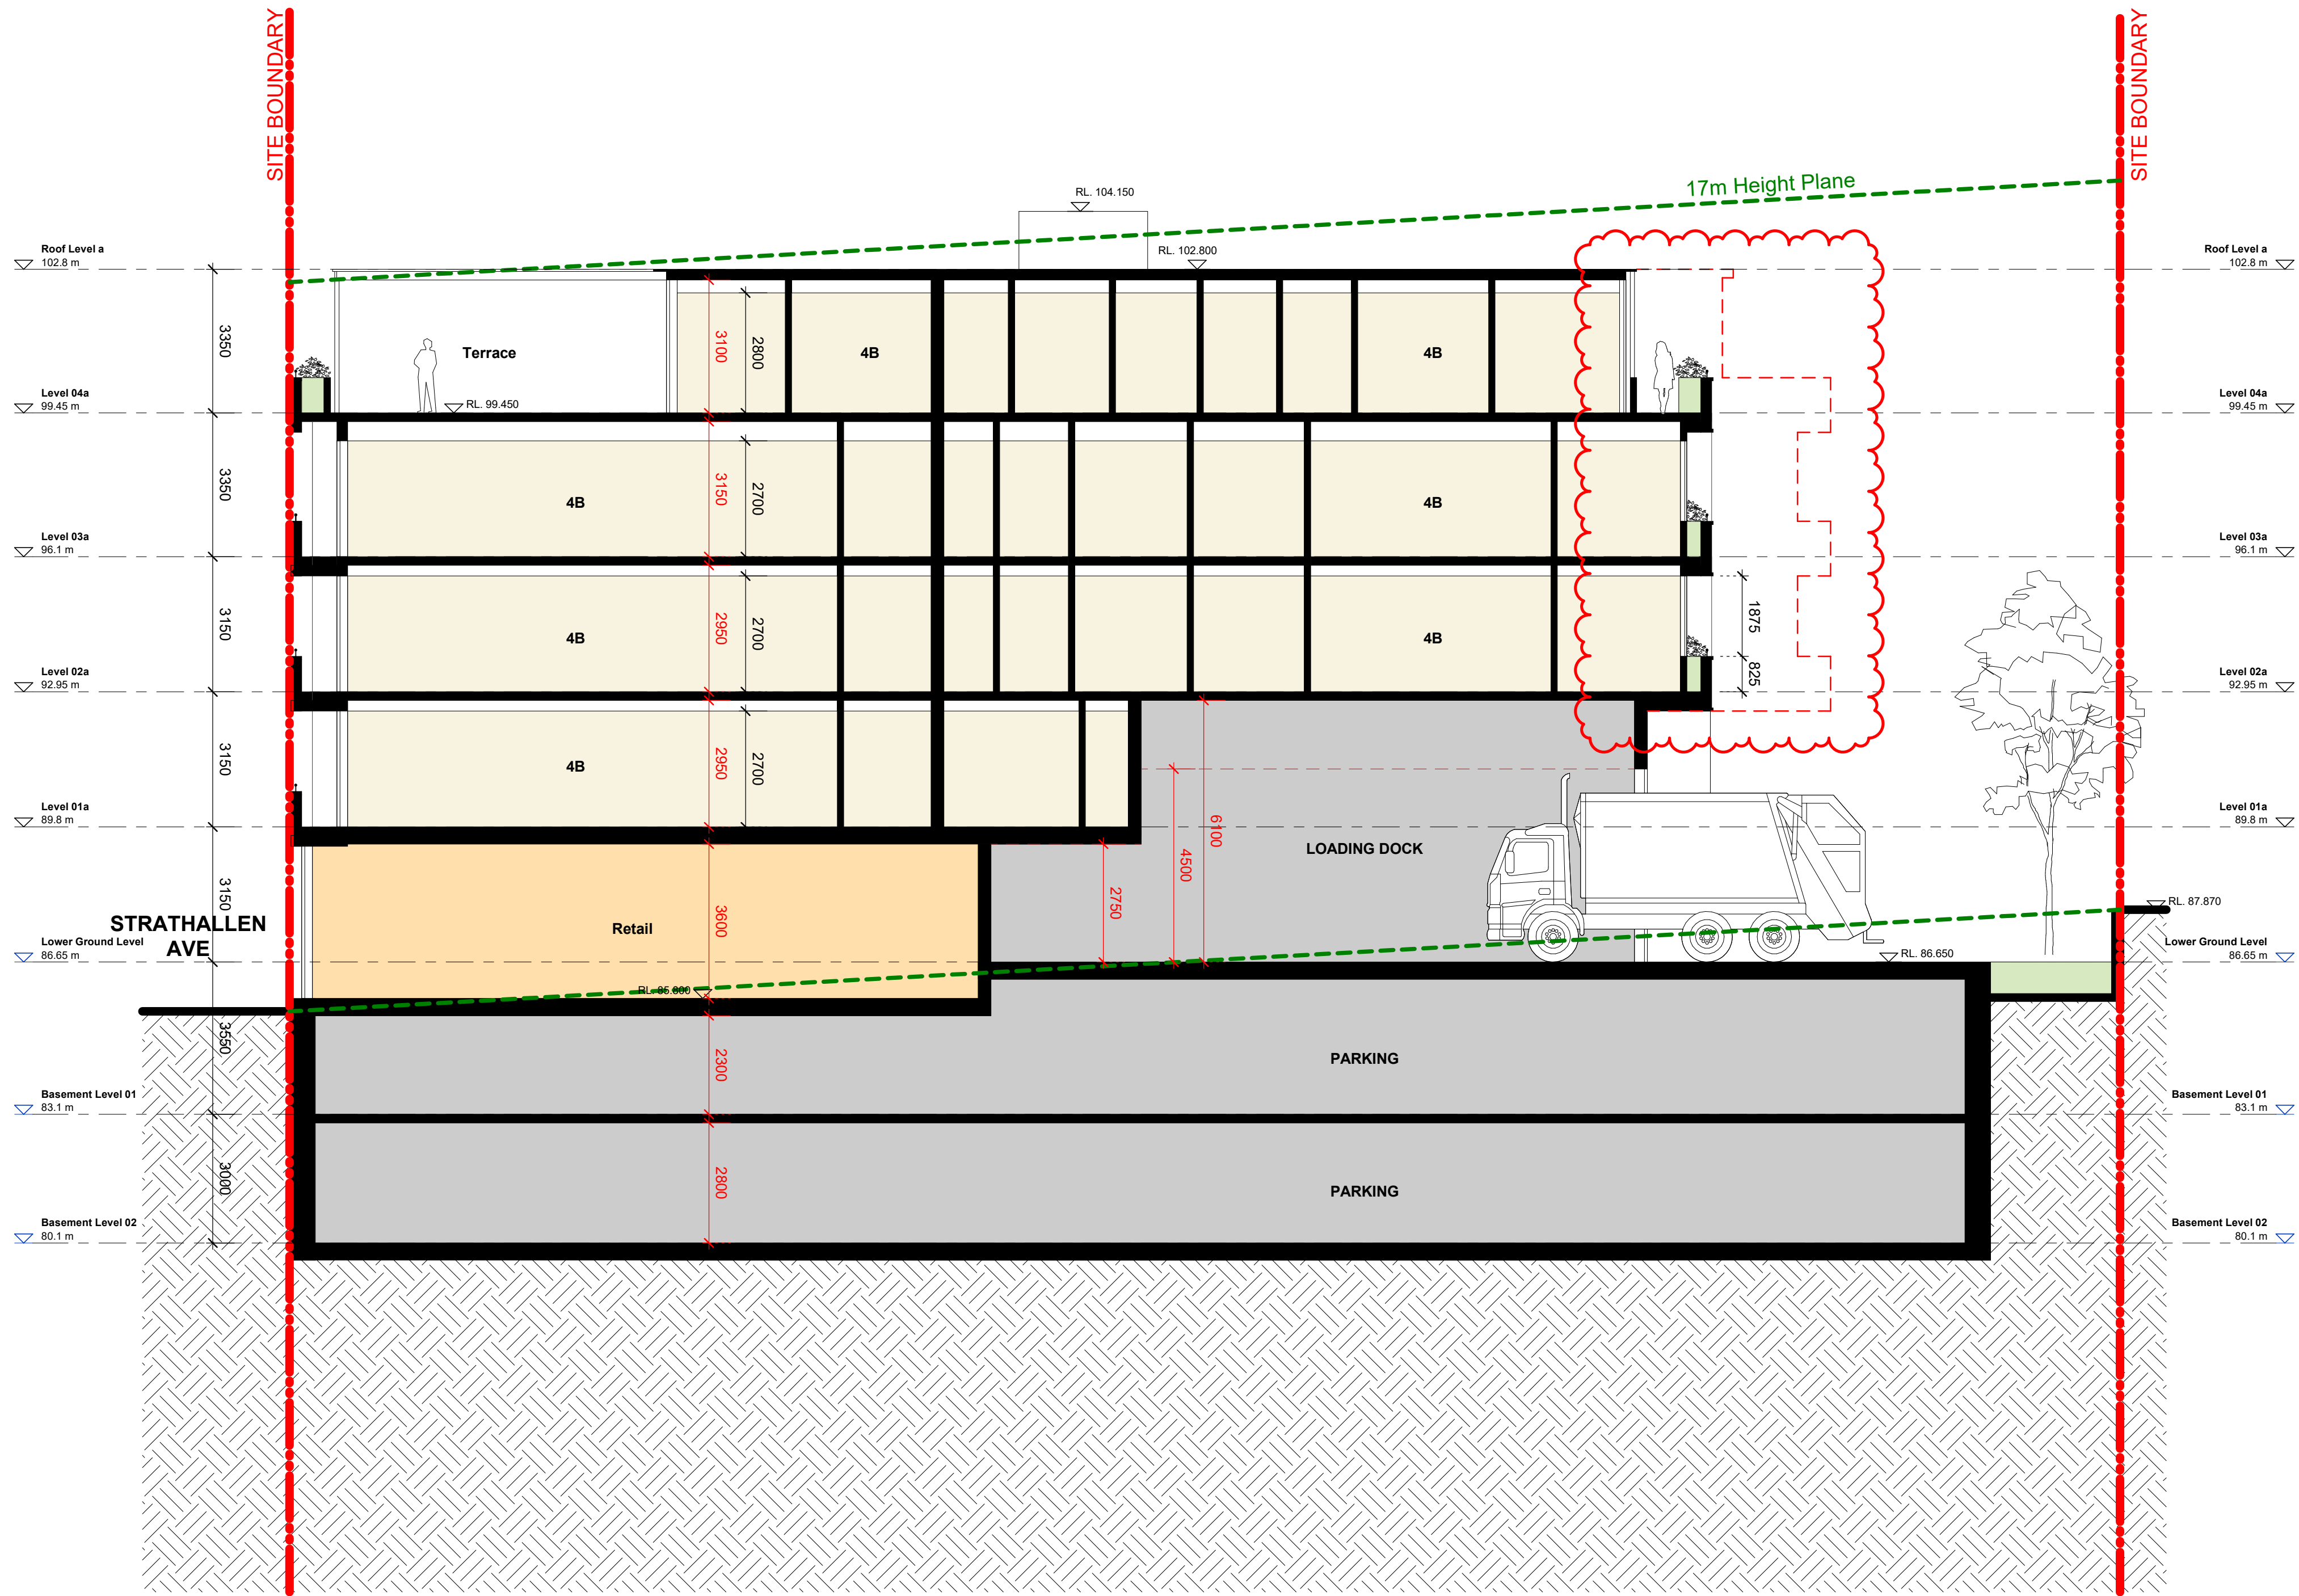 SITE BOUNDARY
SITE BOUNDARY
17m Height Plane
RL. 104.150
RL. 102.800
Roof Level a
102.8 m
Roof Level a
102.8 m
3350
Terrace
3100
2800
4B
4B
Level 04a
99.45 m
RL. 99.450
Level 04a
99.45 m
3350
4B
3150
2700
4B
Level 03a
96.1 m
Level 03a
96.1 m
3150
4B
2950
2700
4B
1875
825
Level 02a
92.95 m
Level 02a
92.95 m
3150
4B
2950
2700
Level 01a
89.8 m
Level 01a
89.8 m
6100
4500
2750
LOADING DOCK
3150
STRATHALLEN
AVE
Retail
3600
RL. 87.870
Lower Ground Level
86.65 m
RL. 86.650
Lower Ground Level
86.65 m
3550
2300
PARKING
Basement Level 01
83.1 m
Basement Level 01
83.1 m
3000
2800
PARKING
Basement Level 02
80.1 m
Basement Level 02
80.1 m